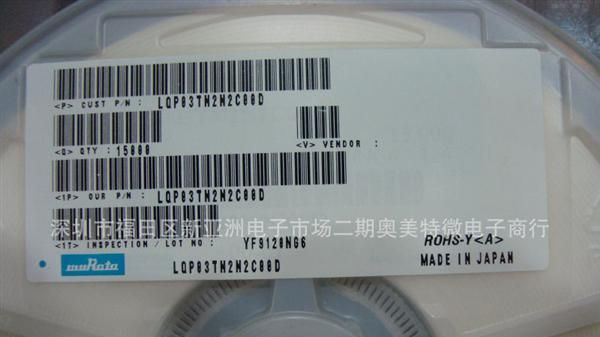 <P> CUST P/N : LQP03TN2N2C00D
<Q> QTY : 15000
<V> VENDOR :
<1P> OUR P/N : LQP03TN2N2C00D
深圳市福田区新亚洲电子市场二期奥美特微电子商行
<1T> INSPECTION / LOT NO : YF9120NG6
ROHS-Y<A>
muRata
LQP03TN2N2C00D
MADE IN JAPAN